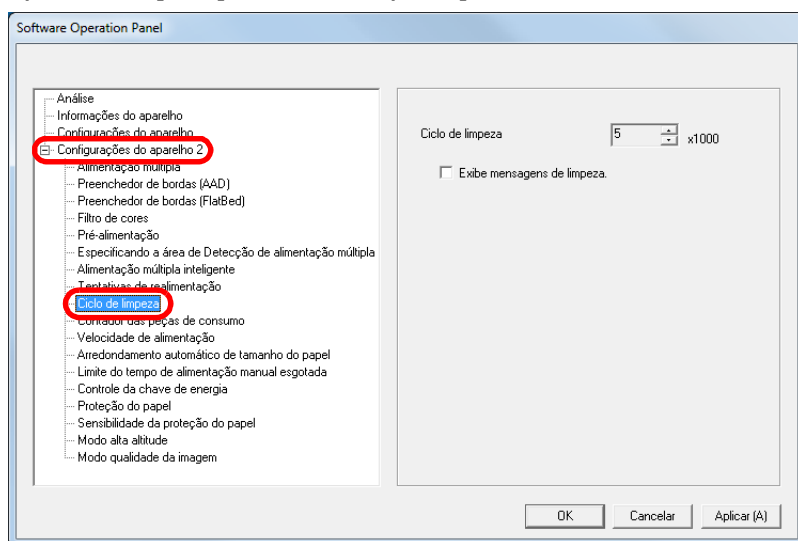 Software Operation Panel
Análise
Informações do aparelho
Configurações do aparelho
Configurações do aparelho 2
Alimentação múltipla
Preenchedor de bordas (AAD)
Preenchedor de bordas (FlatBed)
Filtro de cores
Pré-alimentação
Especificando a área de Detecção de alimentação múltipla
Alimentação múltipla inteligente
Tentativas de realimentação
Ciclo de limpeza
Contador das peças de consumo
Velocidade de alimentação
Arredondamento automático de tamanho do papel
Limite do tempo de alimentação manual esgotada
Controle da chave de energia
Proteção do papel
Sensibilidade da proteção do papel
Modo alta altitude
Modo qualidade da imagem
Ciclo de limpeza 5 x1000
Exibe mensagens de limpeza.
OK Cancelar Aplicar (A)